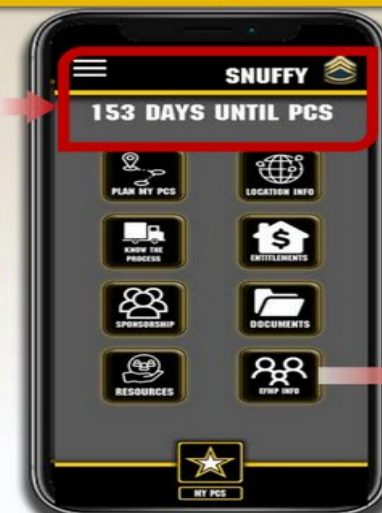 SNUFFY
153 DAYS UNTIL PCS
PLAN MY PCS
LOCATION INFO
KNOW THE
PROCESS
ENTITLEMENTS
SPONSORSHIP
DOCUMENTS
RESOURCES
EFMP INFO
MY PCS